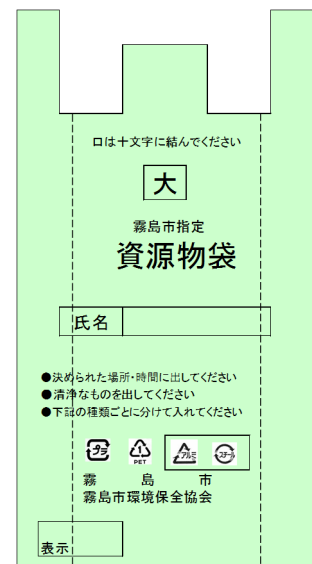 口は十文字に結んでください
大
霧島市指定
資源物袋
氏名
●決められた場所・時間に出してください
●清浄なものを出してください
●下記の種類ごとに分けて入れてください
プラ PET アルミ スチール
霧島市
霧島市環境保全協会
表示